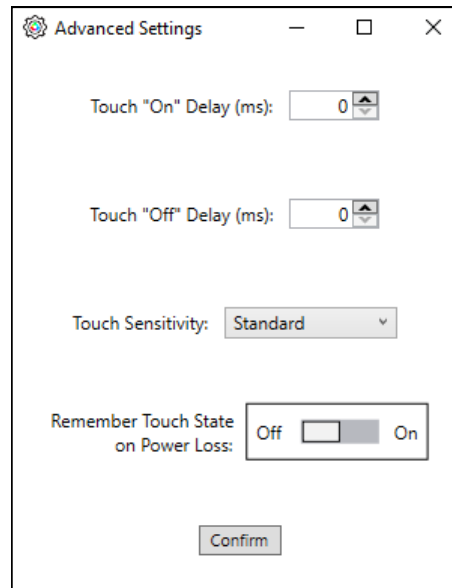 Advanced Settings
Touch "On" Delay (ms): 0
Touch "Off" Delay (ms): 0
Touch Sensitivity: Standard
Remember Touch State
on Power Loss: Off On
Confirm